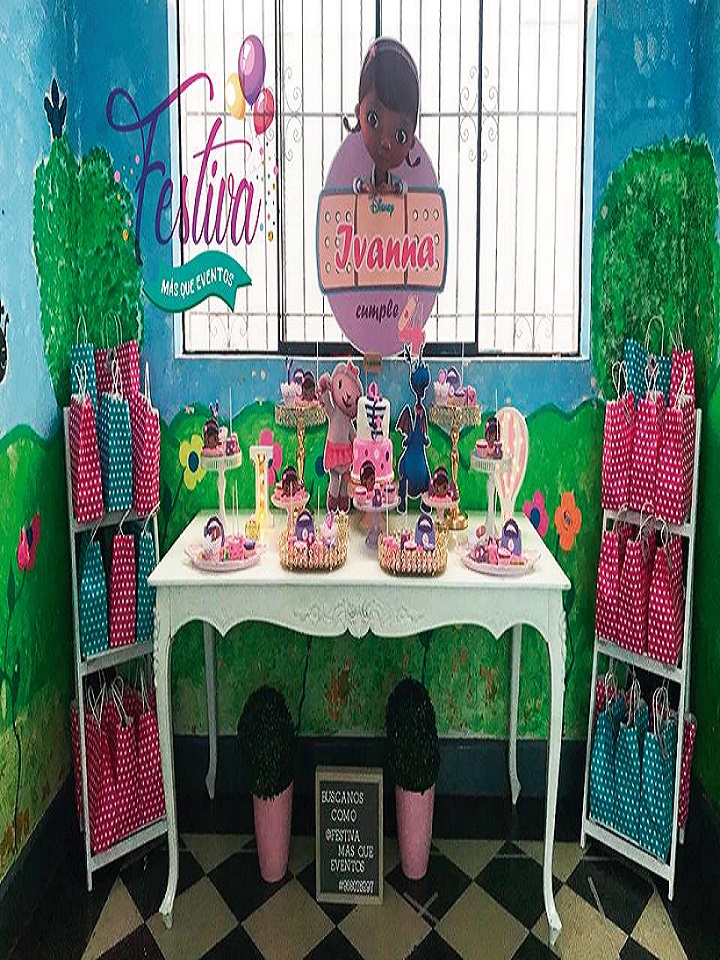 Festiva
MÁS QUE EVENTOS
Disney
Ivanna
cumple
BUSCANOS
COMO
@FESTIVA
MAS QUE
EVENTOS